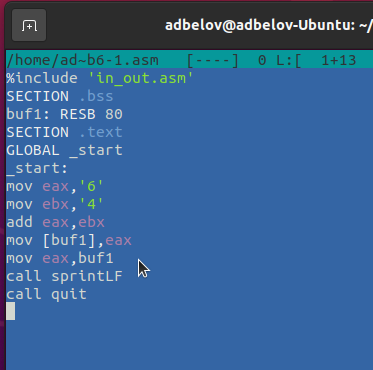 adbelov@adbelov-Ubuntu: ~/
/home/ad~b6-1.asm   [----]  0 L:[  1+13
%include 'in_out.asm'
SECTION .bss
buf1: RESB 80
SECTION .text
GLOBAL _start
_start:
mov eax,'6'
mov ebx,'4'
add eax,ebx
mov [buf1],eax
mov eax,buf1
call sprintLF
call quit